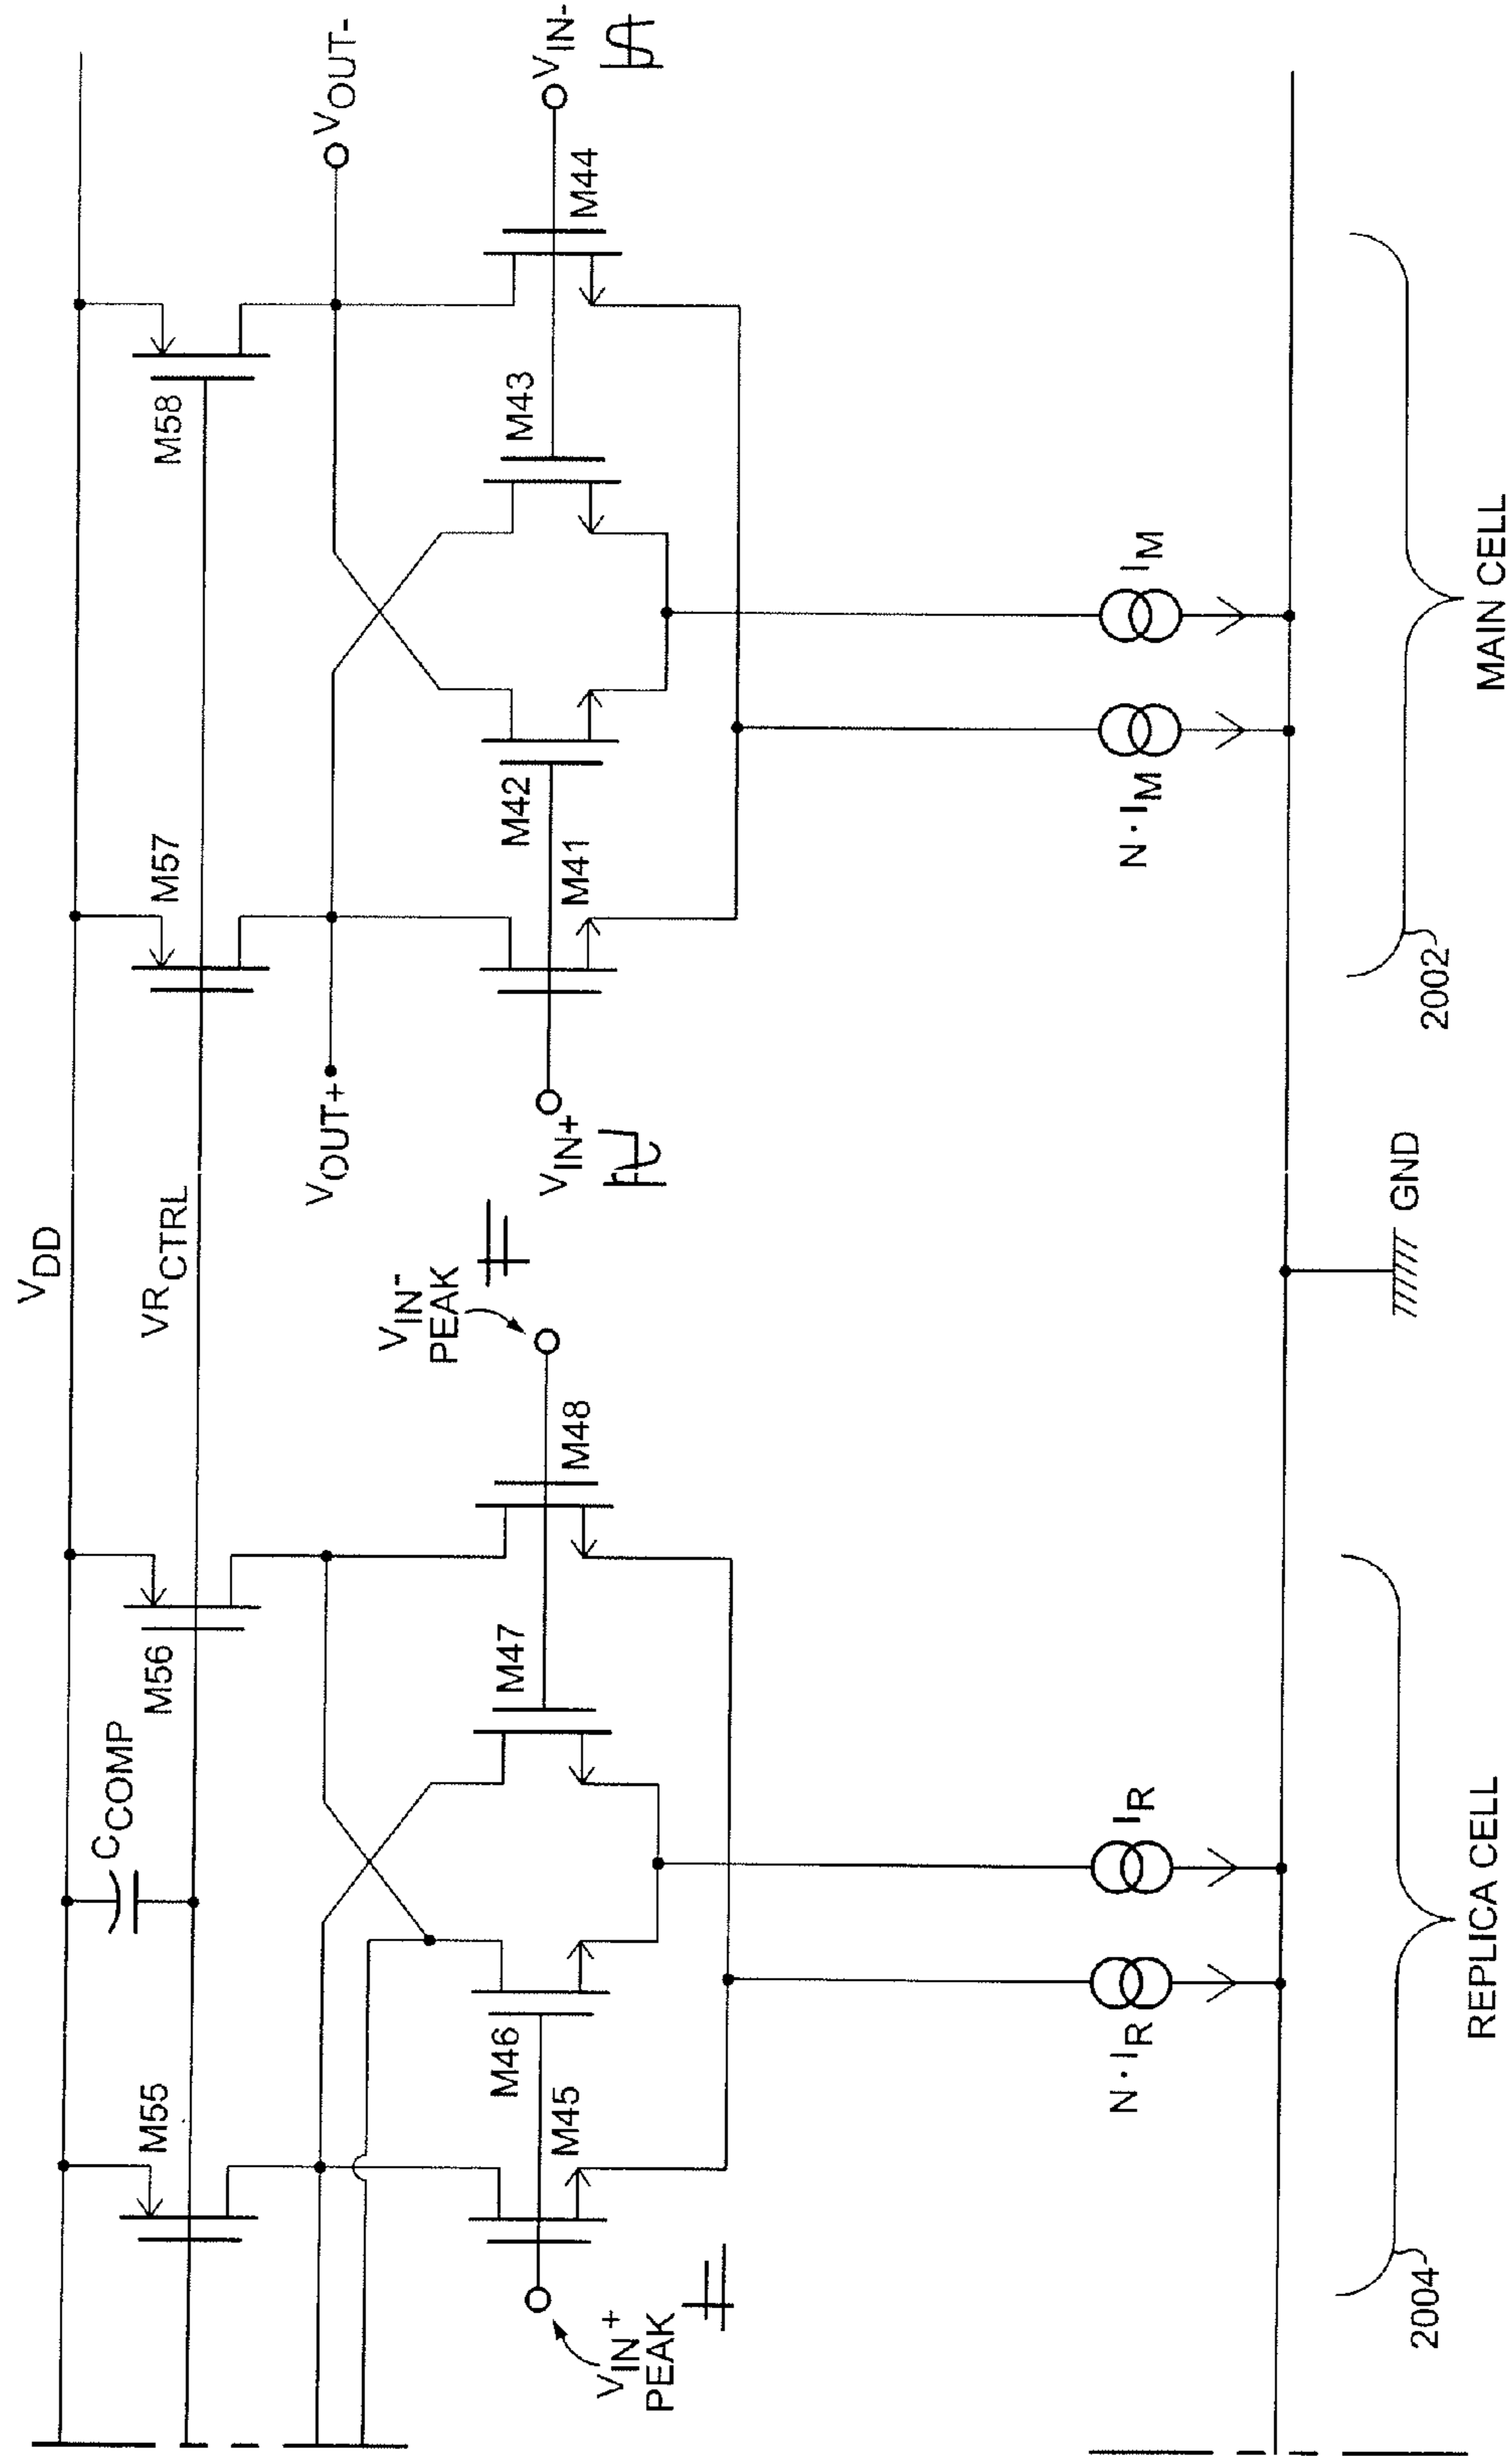 VDD
VRCTRL
CCOMP
M55
M56
M57
M58
VOUT+
VOUT-
VIN+
PEAK
VIN-
PEAK
VIN+
VIN-
M45
M46
M47
M48
M41
M42
M43
M44
N·IR
IR
N·IM
IM
GND
2004
2002
REPLICA CELL
MAIN CELL